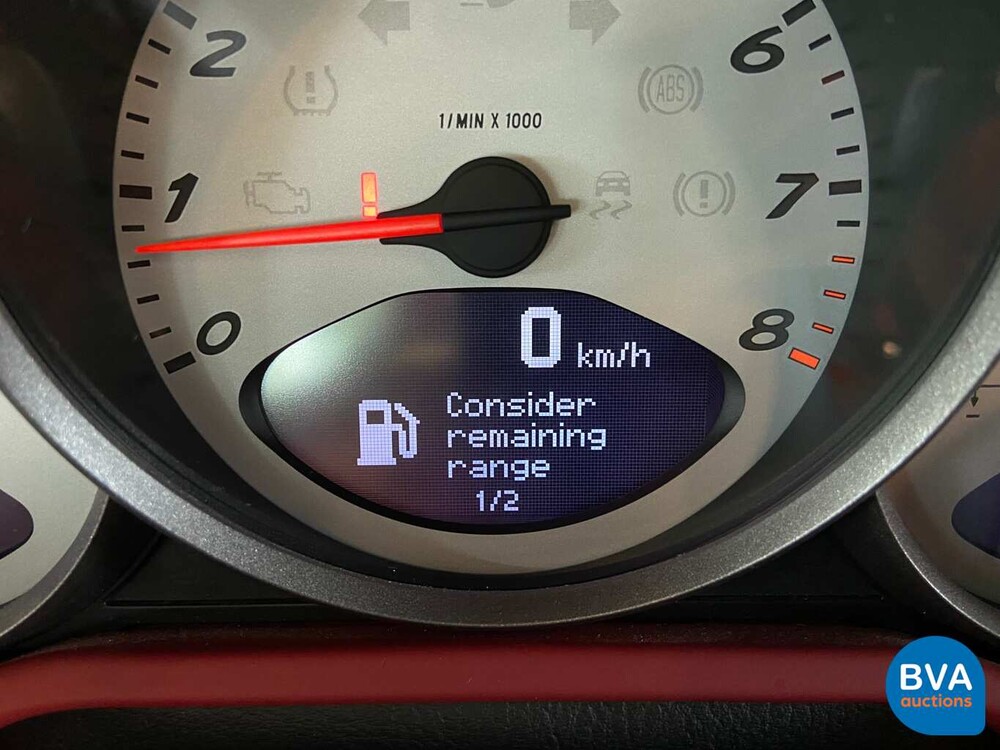 2
6
ABS
1/MIN X 1000
1
7
0
8
0 km/h
Consider
remaining
range
1/2
BVA
auctions